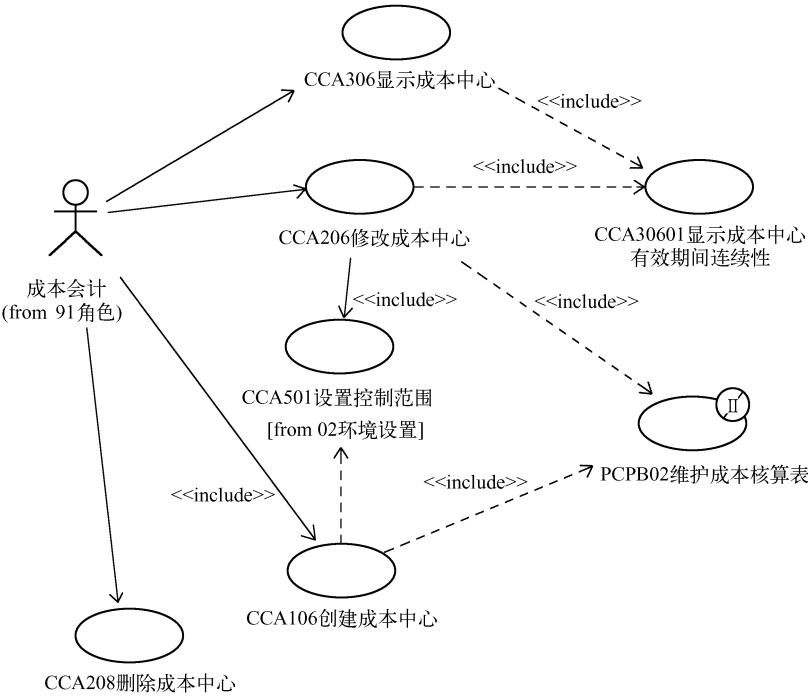 CCA306显示成本中心
<<include>>
<<include>>
CCA206修改成本中心
CCA30601显示成本中心
有效期间连续性
成本会计
(from 91角色)
<<include>>
<<include>>
CCA501设置控制范围
[from 02环境设置]
II
PCPB02维护成本核算表
<<include>>
<<include>>
CCA106创建成本中心
CCA208删除成本中心